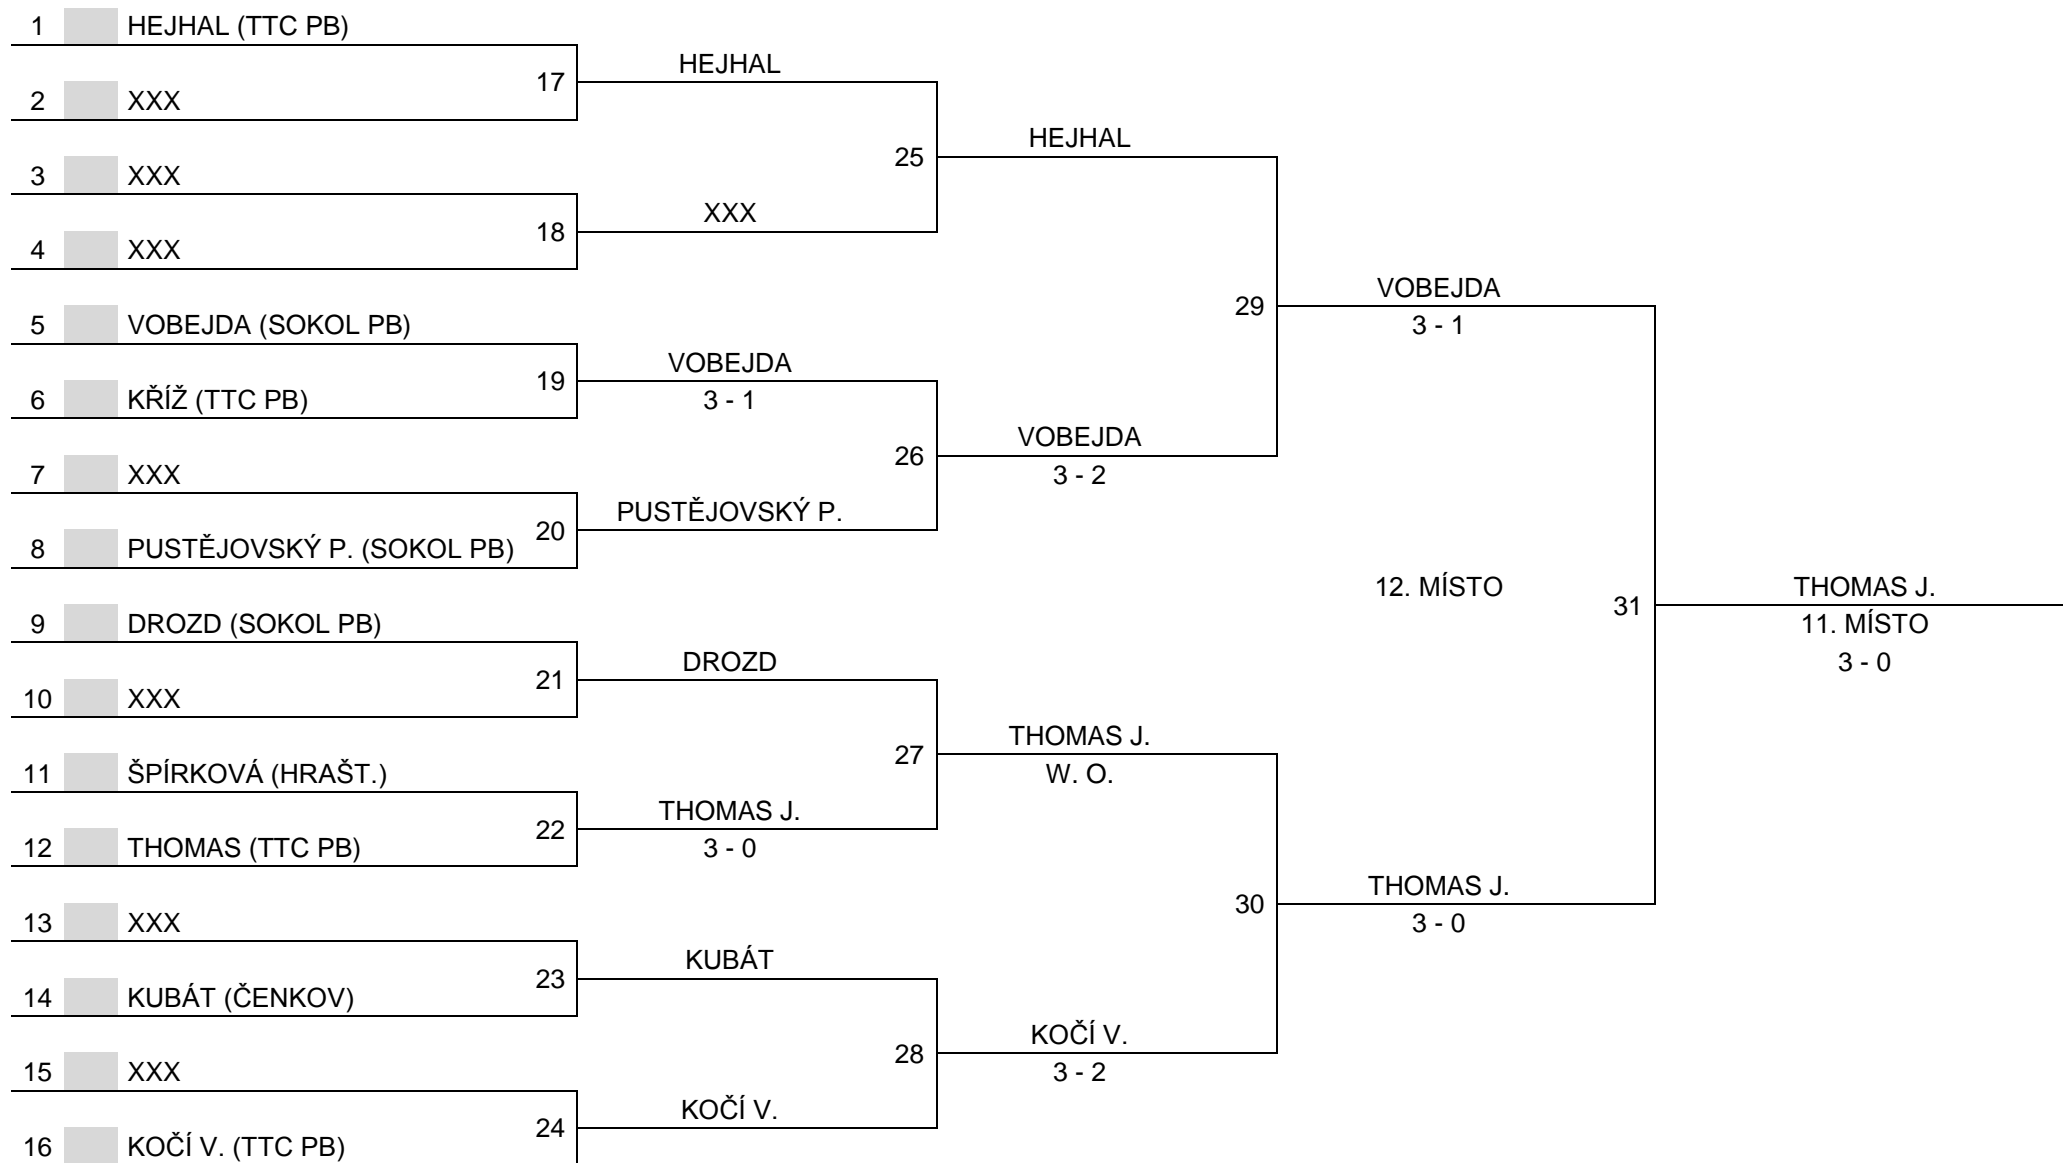 1 HEJHAL (TTC PB)
HEJHAL
17
2 XXX
HEJHAL
25
3 XXX
XXX
18
4 XXX
VOBEJDA
29
3 - 1
5 VOBEJDA (SOKOL PB)
VOBEJDA
19
3 - 1
6 KŘÍŽ (TTC PB)
VOBEJDA
26
3 - 2
7 XXX
PUSTĚJOVSKÝ P.
20
8 PUSTĚJOVSKÝ P. (SOKOL PB)
12. MÍSTO
31
THOMAS J.
11. MÍSTO
3 - 0
9 DROZD (SOKOL PB)
DROZD
21
10 XXX
THOMAS J.
27
W. O.
11 ŠPÍRKOVÁ (HRAŠT.)
THOMAS J.
22
3 - 0
12 THOMAS (TTC PB)
THOMAS J.
30
3 - 0
13 XXX
KUBÁT
23
14 KUBÁT (ČENKOV)
KOČÍ V.
28
3 - 2
15 XXX
KOČÍ V.
24
16 KOČÍ V. (TTC PB)